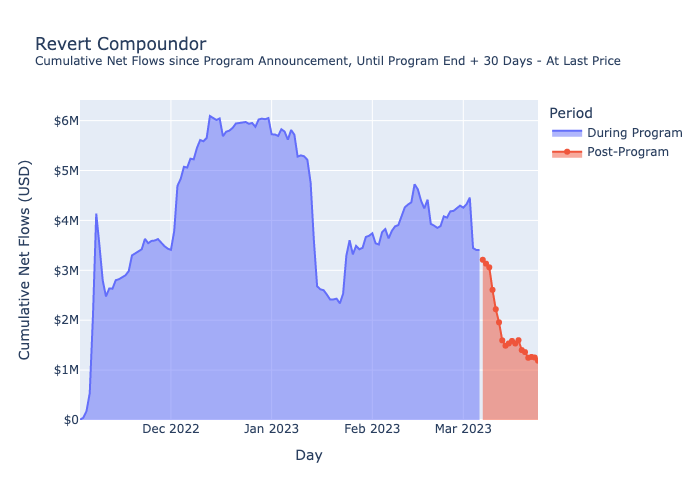 Revert Compoundor
Cumulative Net Flows since Program Announcement, Until Program End + 30 Days - At Last Price
Period
During Program
Post-Program
Cumulative Net Flows (USD)
$6M
$5M
$4M
$3M
$2M
$1M
$0
Dec 2022
Jan 2023
Feb 2023
Mar 2023
Day